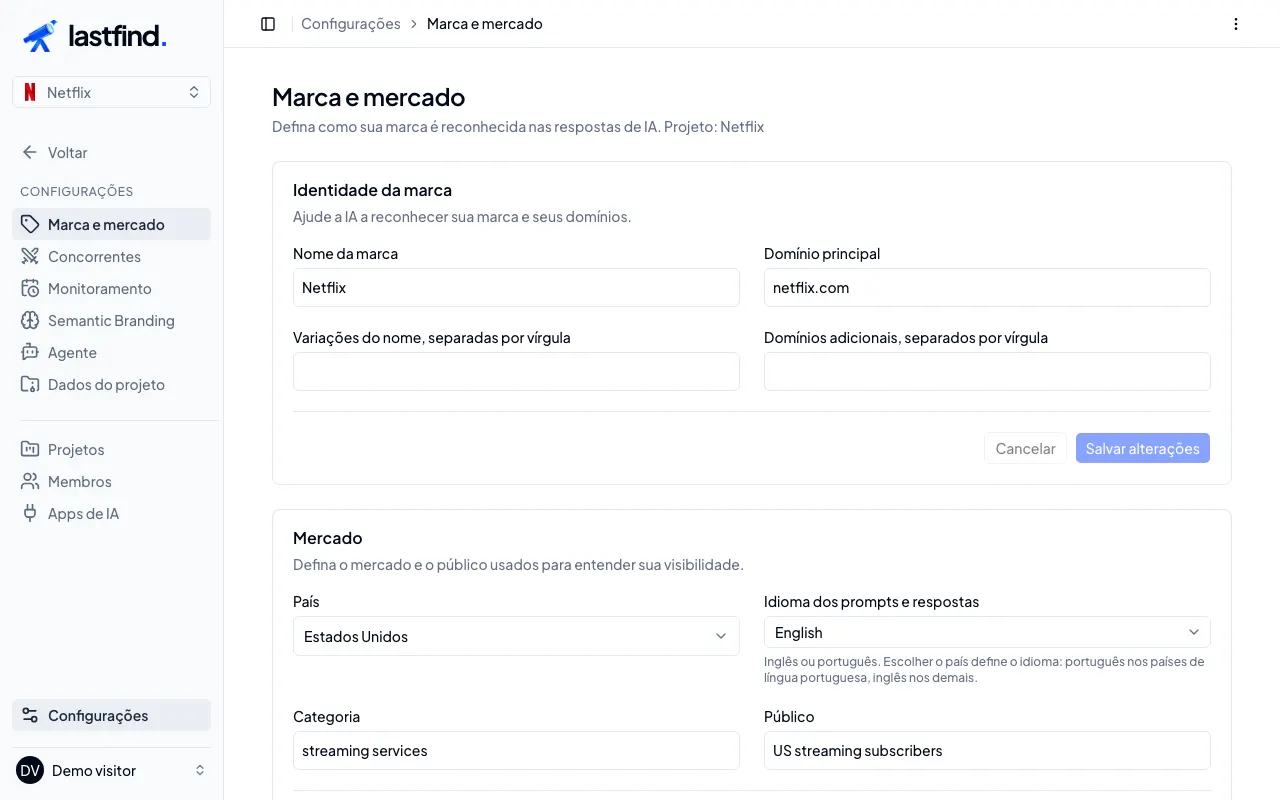 lastfind.
Configurações
Marca e mercado
Netflix
Voltar
CONFIGURAÇÕES
Marca e mercado
Concorrentes
Monitoramento
Semantic Branding
Agente
Dados do projeto
Projetos
Membros
Apps de IA
Configurações
DV
Demo visitor
Marca e mercado
Defina como sua marca é reconhecida nas respostas de IA. Projeto: Netflix
Identidade da marca
Ajude a IA a reconhecer sua marca e seus domínios.
Nome da marca
Netflix
Domínio principal
netflix.com
Variações do nome, separadas por vírgula
Domínios adicionais, separados por vírgula
Cancelar
Salvar alterações
Mercado
Defina o mercado e o público usados para entender sua visibilidade.
País
Estados Unidos
Idioma dos prompts e respostas
English
Inglês ou português. Escolher o país define o idioma: português nos países de
língua portuguesa, inglês nos demais.
Categoria
streaming services
Público
US streaming subscribers